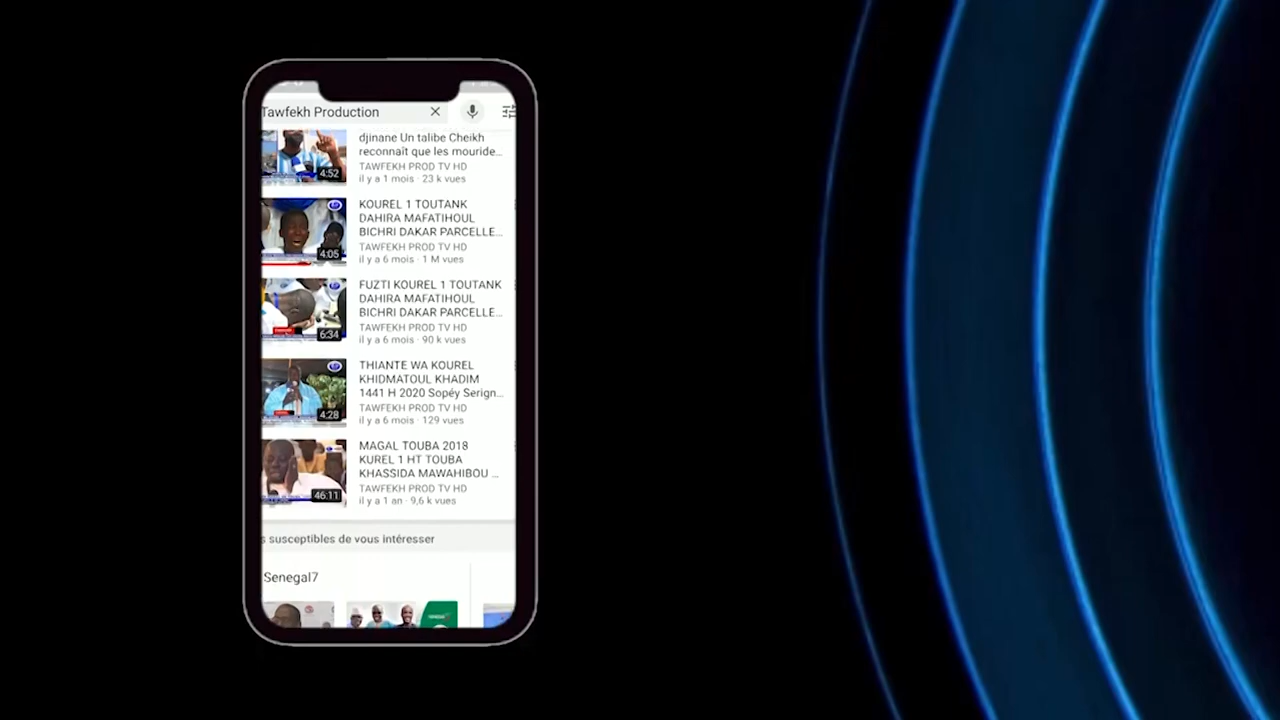 Tawfekh Production
djinane Un talibe Cheikh
reconnaît que les mouride...
TAWFEKH PROD TV HD
il y a 1 mois · 23 k vues
4:52
KOUREL 1 TOUTANK
DAHIRA MAFATIHOUL
BICHRI DAKAR PARCELLE...
TAWFEKH PROD TV HD
il y a 6 mois · 1 M vues
4:05
FUZTI KOUREL 1 TOUTANK
DAHIRA MAFATIHOUL
BICHRI DAKAR PARCELLE...
TAWFEKH PROD TV HD
il y a 6 mois · 90 k vues
6:34
THIANTE WA KOUREL
KHIDMATOUL KHADIM
1441 H 2020 Sopéy Serign...
TAWFEKH PROD TV HD
il y a 6 mois · 129 vues
4:28
MAGAL TOUBA 2018
KUREL 1 HT TOUBA
KHASSIDA MAWAHIBOU ...
TAWFEKH PROD TV HD
il y a 1 an · 9,6 k vues
46:11
s susceptibles de vous intéresser
Senegal7